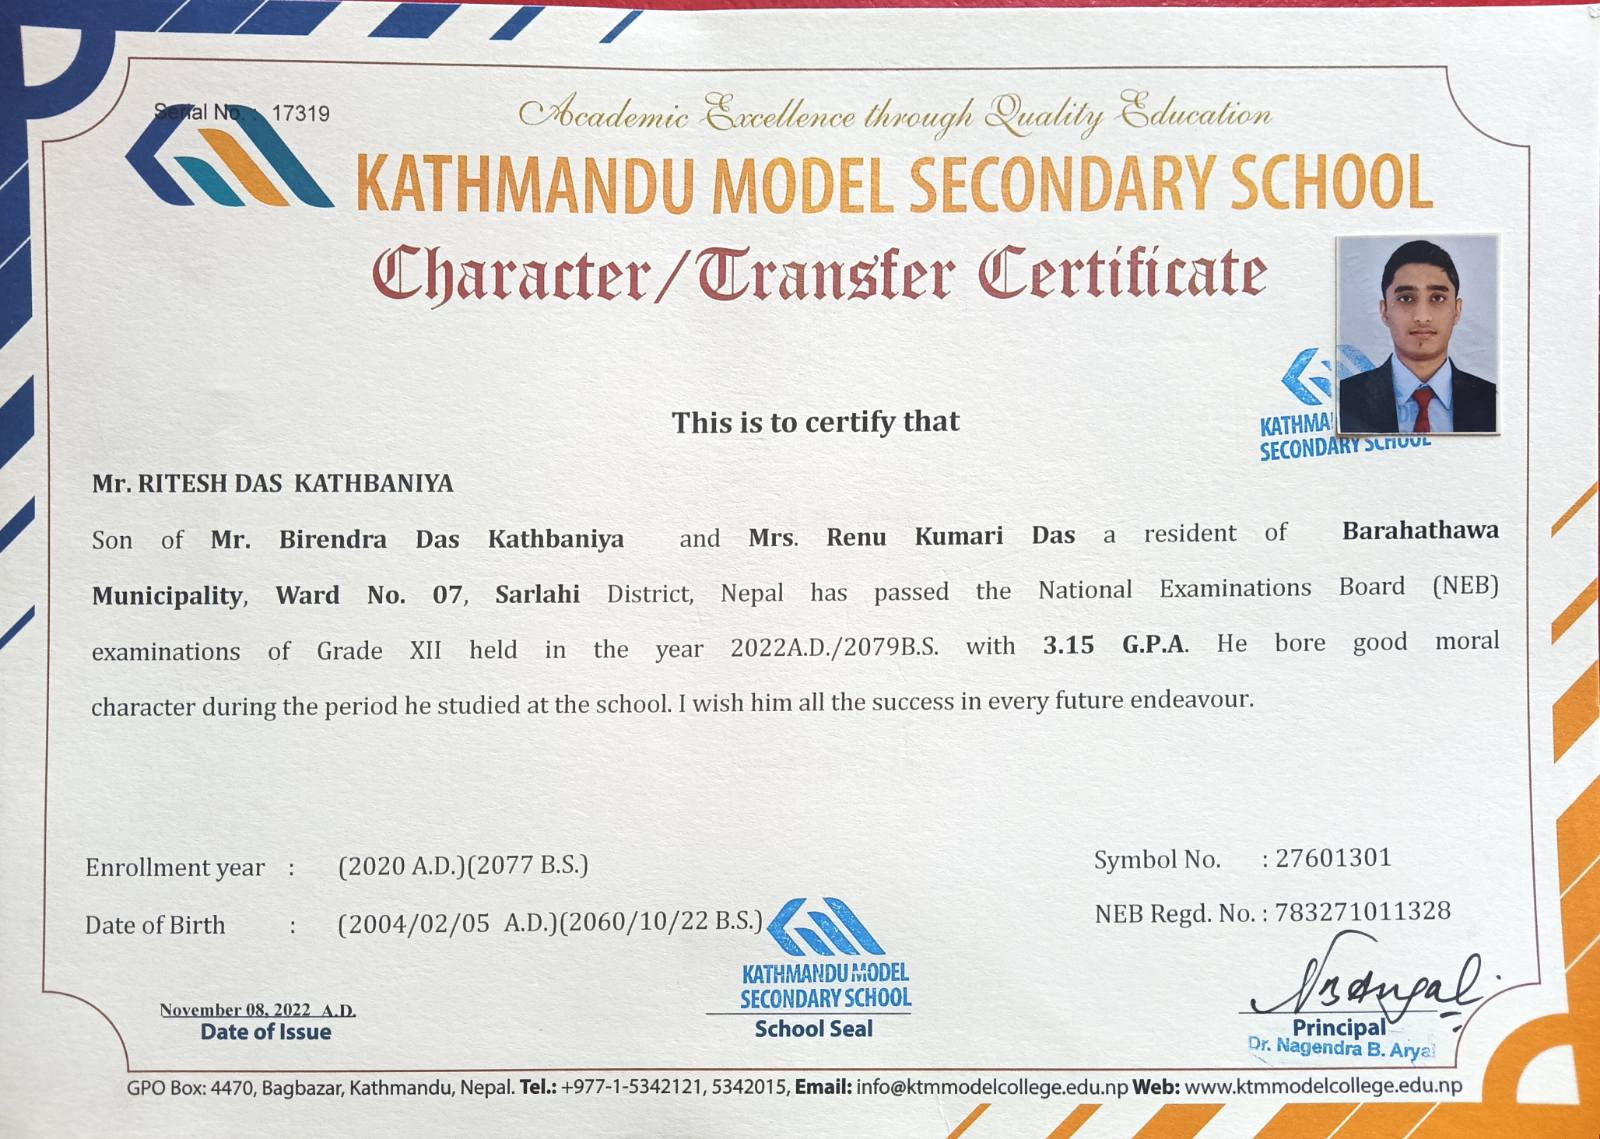 Serial No. : 17319
Academic Excellence through Quality Education
KATHMANDU MODEL SECONDARY SCHOOL
Character/Transfer Certificate
This is to certify that
KATHMA
SECONDARY SCHOOL
Mr. RITESH DAS KATHBANIYA
Son of Mr. Birendra Das Kathbaniya and Mrs. Renu Kumari Das a resident of Barahathawa
Municipality, Ward No. 07, Sarlahi District, Nepal has passed the National Examinations Board (NEB)
examinations of Grade XII held in the year 2022A.D./2079B.S. with 3.15 G.P.A. He bore good moral
character during the period he studied at the school. I wish him all the success in every future endeavour.
Enrollment year : (2020 A.D.)(2077 B.S.)
Date of Birth : (2004/02/05 A.D.)(2060/10/22 B.S.)
Symbol No. : 27601301
NEB Regd. No. : 783271011328
KATHMANDU MODEL
SECONDARY SCHOOL
November 08, 2022 A.D.
Date of Issue
School Seal
Principal
Dr. Nagendra B. Aryal
GPO Box: 4470, Bagbazar, Kathmandu, Nepal. Tel.: +977-1-5342121, 5342015, Email: info@ktmmodelcollege.edu.np Web: www.ktmmodelcollege.edu.np